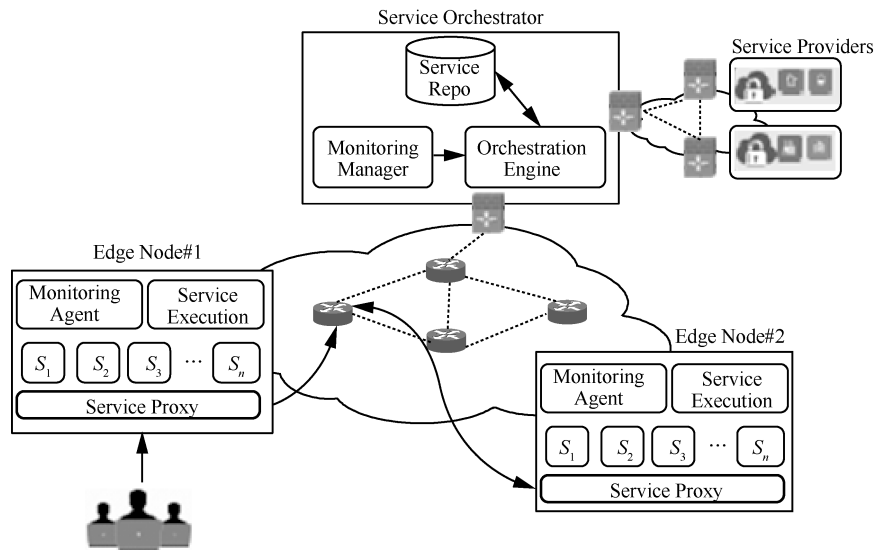 Service Orchestrator
Service
Repo
Service Providers
Monitoring
Manager
Orchestration
Engine
Edge Node#1
Monitoring
Agent
Service
Execution
S1 S2 S3 ··· Sn
Service Proxy
Edge Node#2
Monitoring
Agent
Service
Execution
S1 S2 S3 ··· Sn
Service Proxy